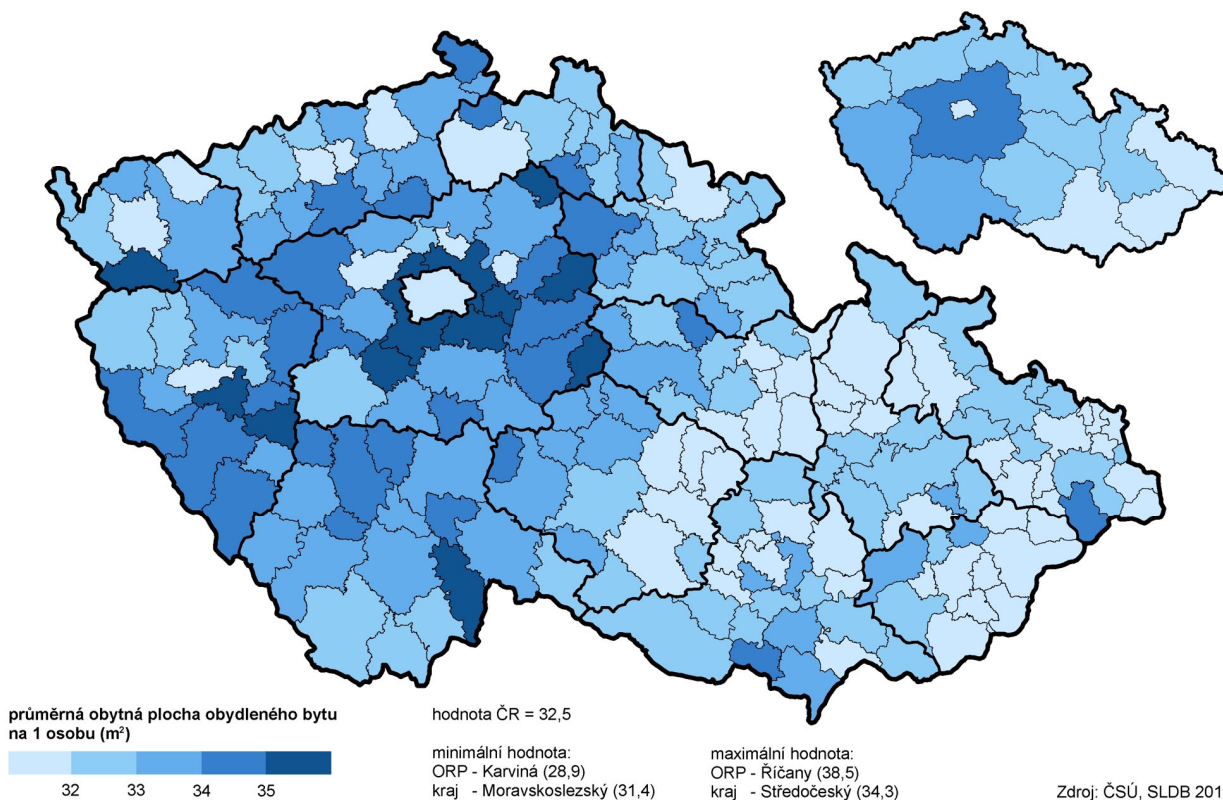 průměrná obytná plocha obydleného bytu
na 1 osobu (m²)
32 33 34 35
hodnota ČR = 32,5
minimální hodnota:
ORP - Karviná (28,9)
kraj - Moravskoslezský (31,4)
maximální hodnota:
ORP - Říčany (38,5)
kraj - Středočeský (34,3)
Zdroj: ČSÚ, SLDB 201